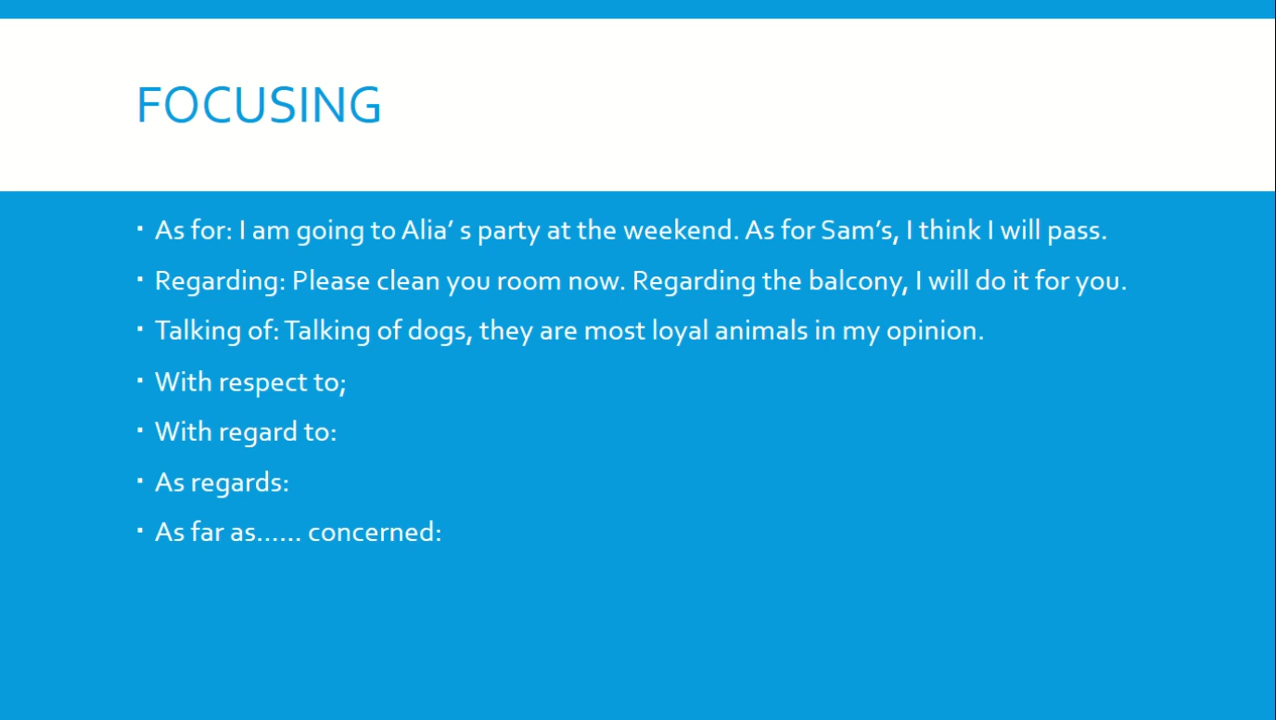 FOCUSING
▪ As for: I am going to Alia’ s party at the weekend. As for Sam’s, I think I will pass.
▪ Regarding: Please clean you room now. Regarding the balcony, I will do it for you.
▪ Talking of: Talking of dogs, they are most loyal animals in my opinion.
▪ With respect to;
▪ With regard to:
▪ As regards:
▪ As far as...... concerned: